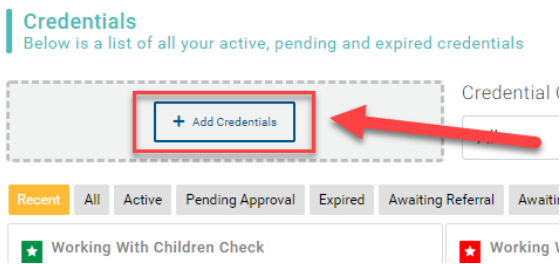 Credentials
Below is a list of all your active, pending and expired credentials
Credential
+ Add Credentials
Recent All Active Pending Approval Expired Awaiting Referral
Working With Children Check
Working